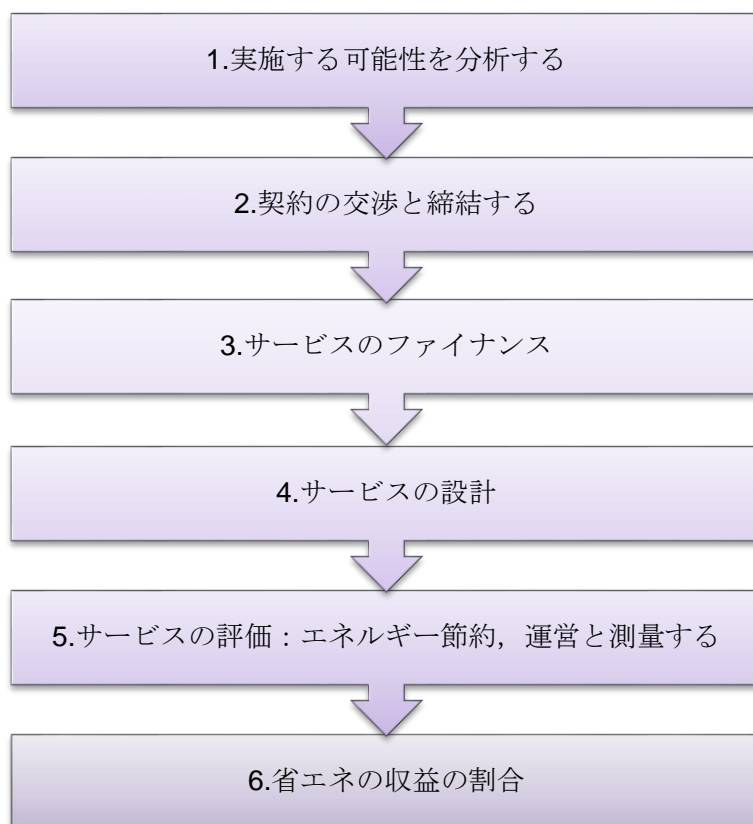 1.実施する可能性を分析する
2.契約の交渉と締結する
3.サービスのファイナンス
4.サービスの設計
5.サービスの評価：エネルギー節約，運営と測量する
6.省エネの収益の割合